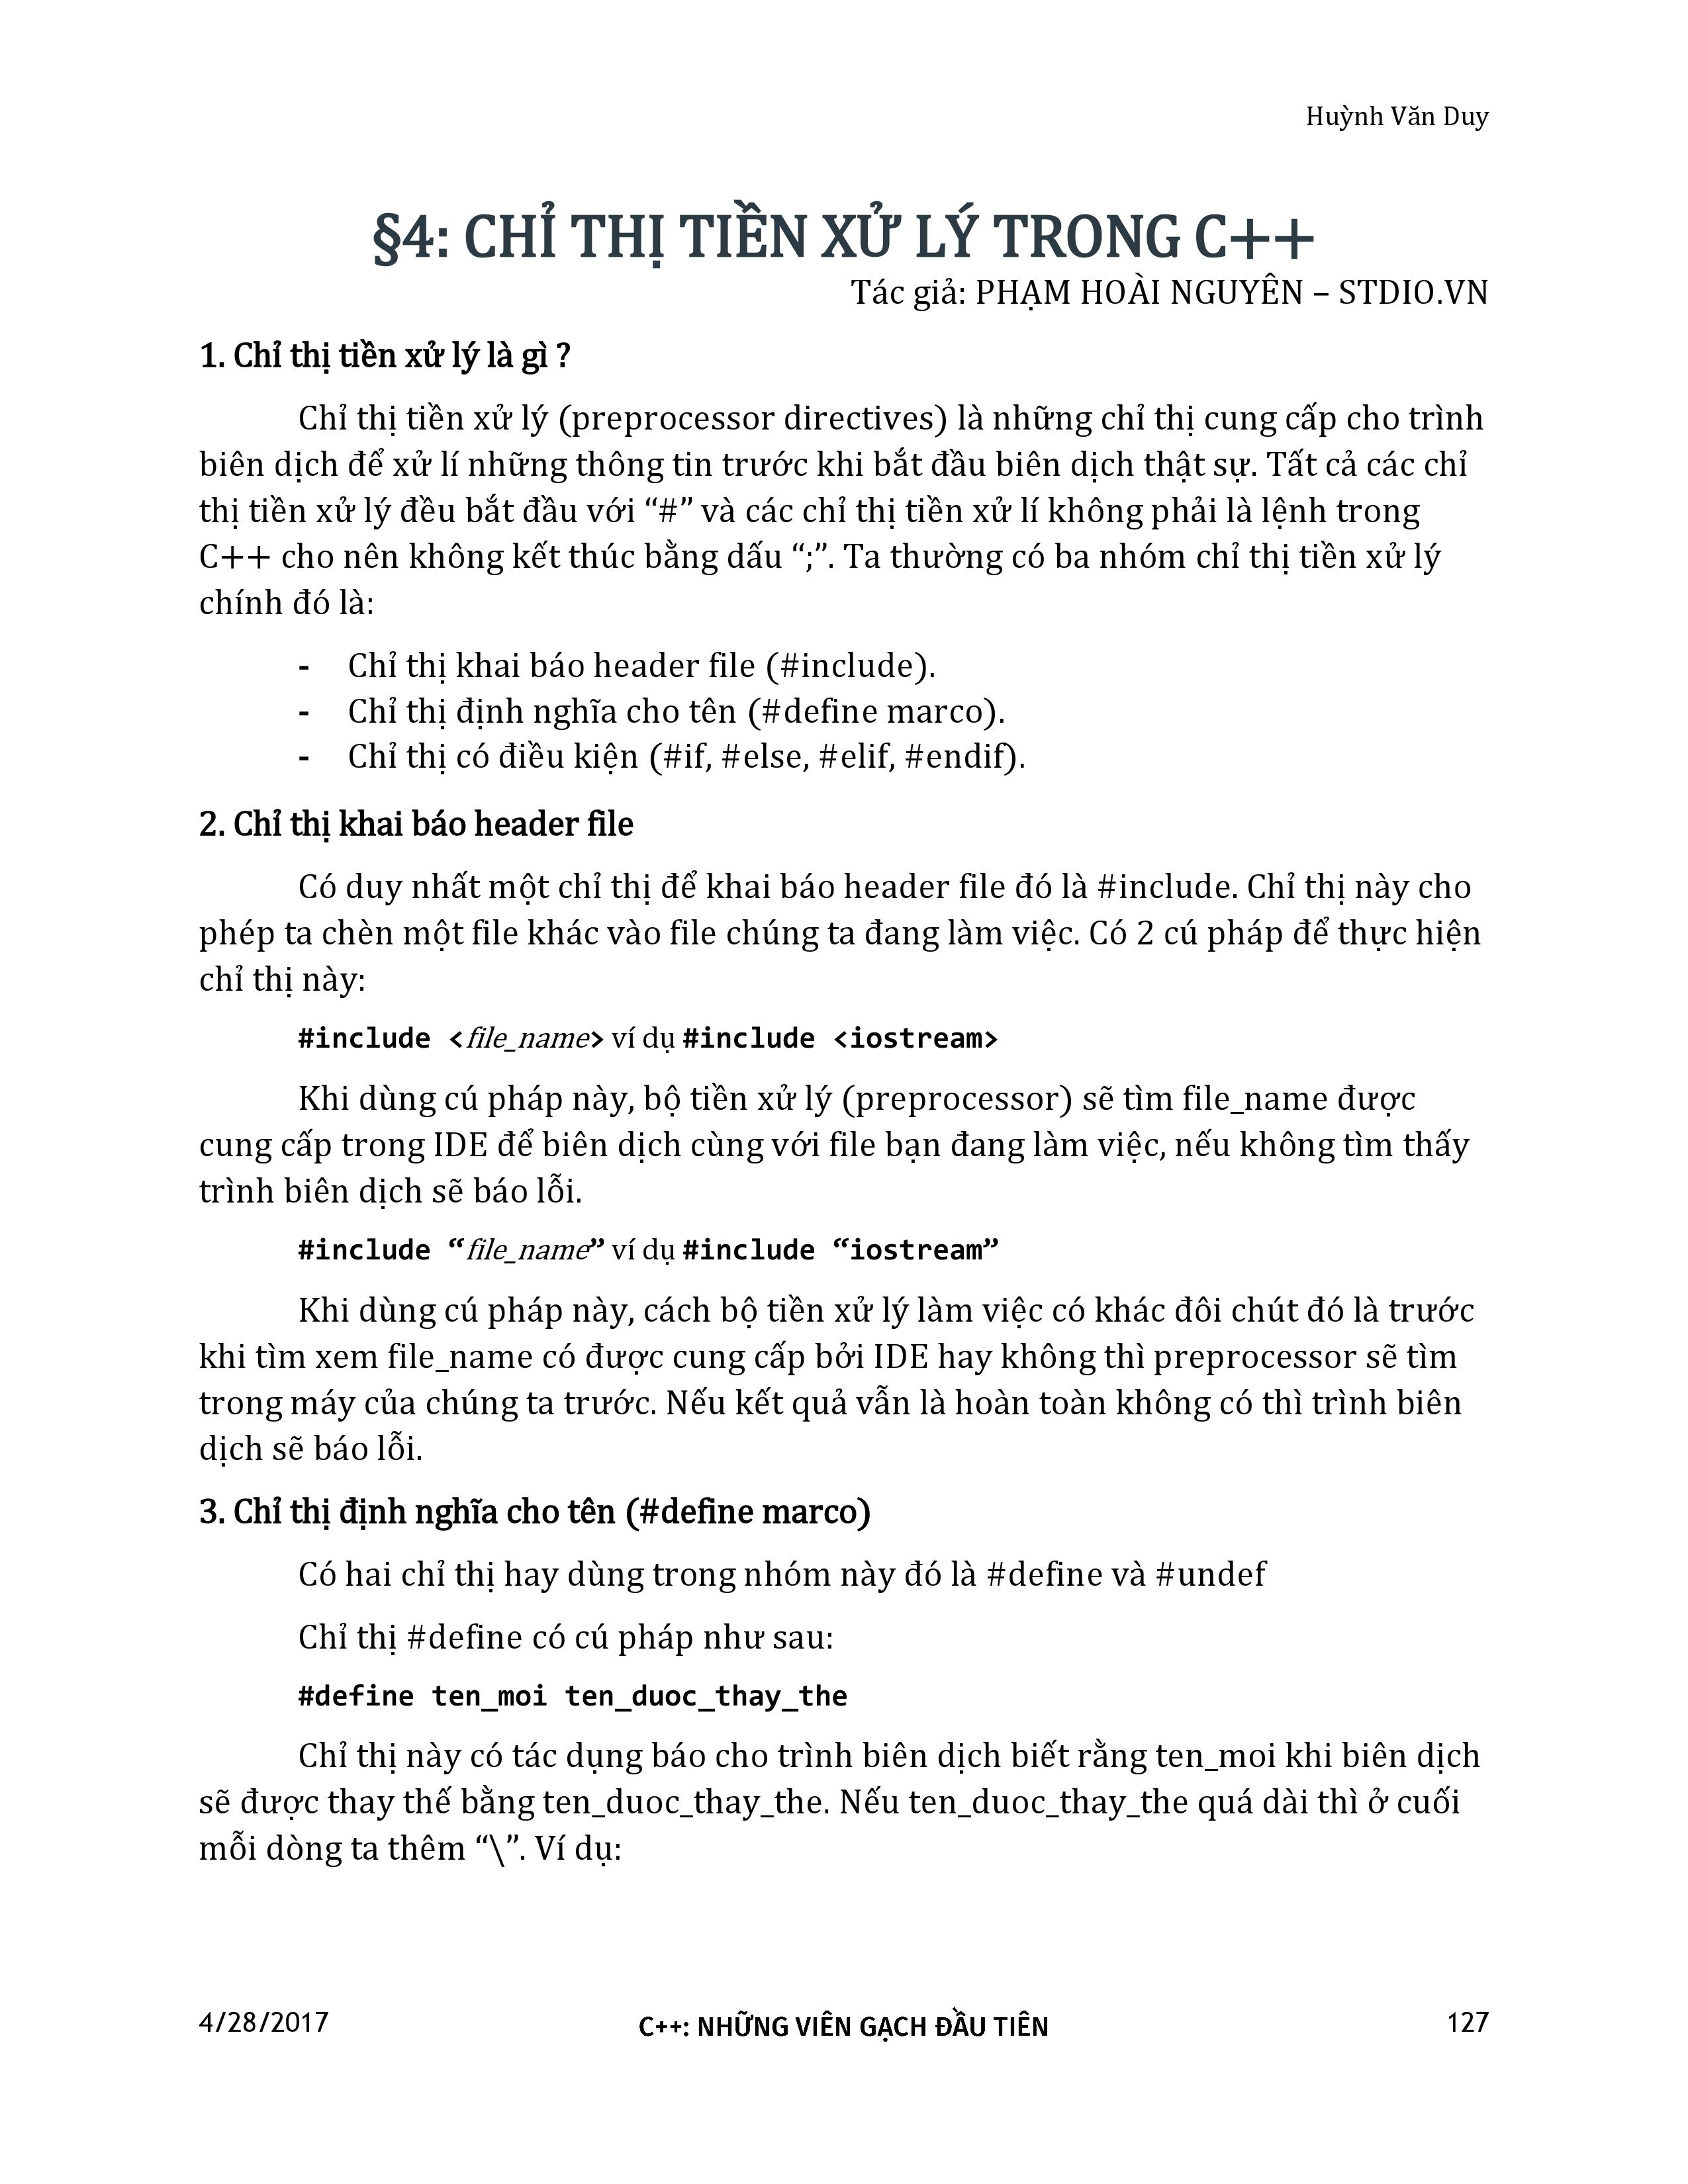 Huỳnh Văn Duy
§4: CHỈ THỊ TIỀN XỬ LÝ TRONG C++
Tác giả: PHẠM HOÀI NGUYÊN – STDIO.VN
1. Chỉ thị tiền xử lý là gì ?
Chỉ thị tiền xử lý (preprocessor directives) là những chỉ thị cung cấp cho trình
biên dịch để xử lí những thông tin trước khi bắt đầu biên dịch thật sự. Tất cả các chỉ
thị tiền xử lý đều bắt đầu với “#” và các chỉ thị tiền xử lí không phải là lệnh trong
C++ cho nên không kết thúc bằng dấu “;”. Ta thường có ba nhóm chỉ thị tiền xử lý
chính đó là:
- Chỉ thị khai báo header file (#include).
- Chỉ thị định nghĩa cho tên (#define marco).
- Chỉ thị có điều kiện (#if, #else, #elif, #endif).
2. Chỉ thị khai báo header file
Có duy nhất một chỉ thị để khai báo header file đó là #include. Chỉ thị này cho
phép ta chèn một file khác vào file chúng ta đang làm việc. Có 2 cú pháp để thực hiện
chỉ thị này:
#include <file_name> ví dụ #include <iostream>
Khi dùng cú pháp này, bộ tiền xử lý (preprocessor) sẽ tìm file_name được
cung cấp trong IDE để biên dịch cùng với file bạn đang làm việc, nếu không tìm thấy
trình biên dịch sẽ báo lỗi.
#include “file_name” ví dụ #include “iostream”
Khi dùng cú pháp này, cách bộ tiền xử lý làm việc có khác đôi chút đó là trước
khi tìm xem file_name có được cung cấp bởi IDE hay không thì preprocessor sẽ tìm
trong máy của chúng ta trước. Nếu kết quả vẫn là hoàn toàn không có thì trình biên
dịch sẽ báo lỗi.
3. Chỉ thị định nghĩa cho tên (#define marco)
Có hai chỉ thị hay dùng trong nhóm này đó là #define và #undef
Chỉ thị #define có cú pháp như sau:
#define ten_moi ten_duoc_thay_the
Chỉ thị này có tác dụng báo cho trình biên dịch biết rằng ten_moi khi biên dịch
sẽ được thay thế bằng ten_duoc_thay_the. Nếu ten_duoc_thay_the quá dài thì ở cuối
mỗi dòng ta thêm “\”. Ví dụ:
4/28/2017 C++: NHỮNG VIÊN GẠCH ĐẦU TIÊN 127